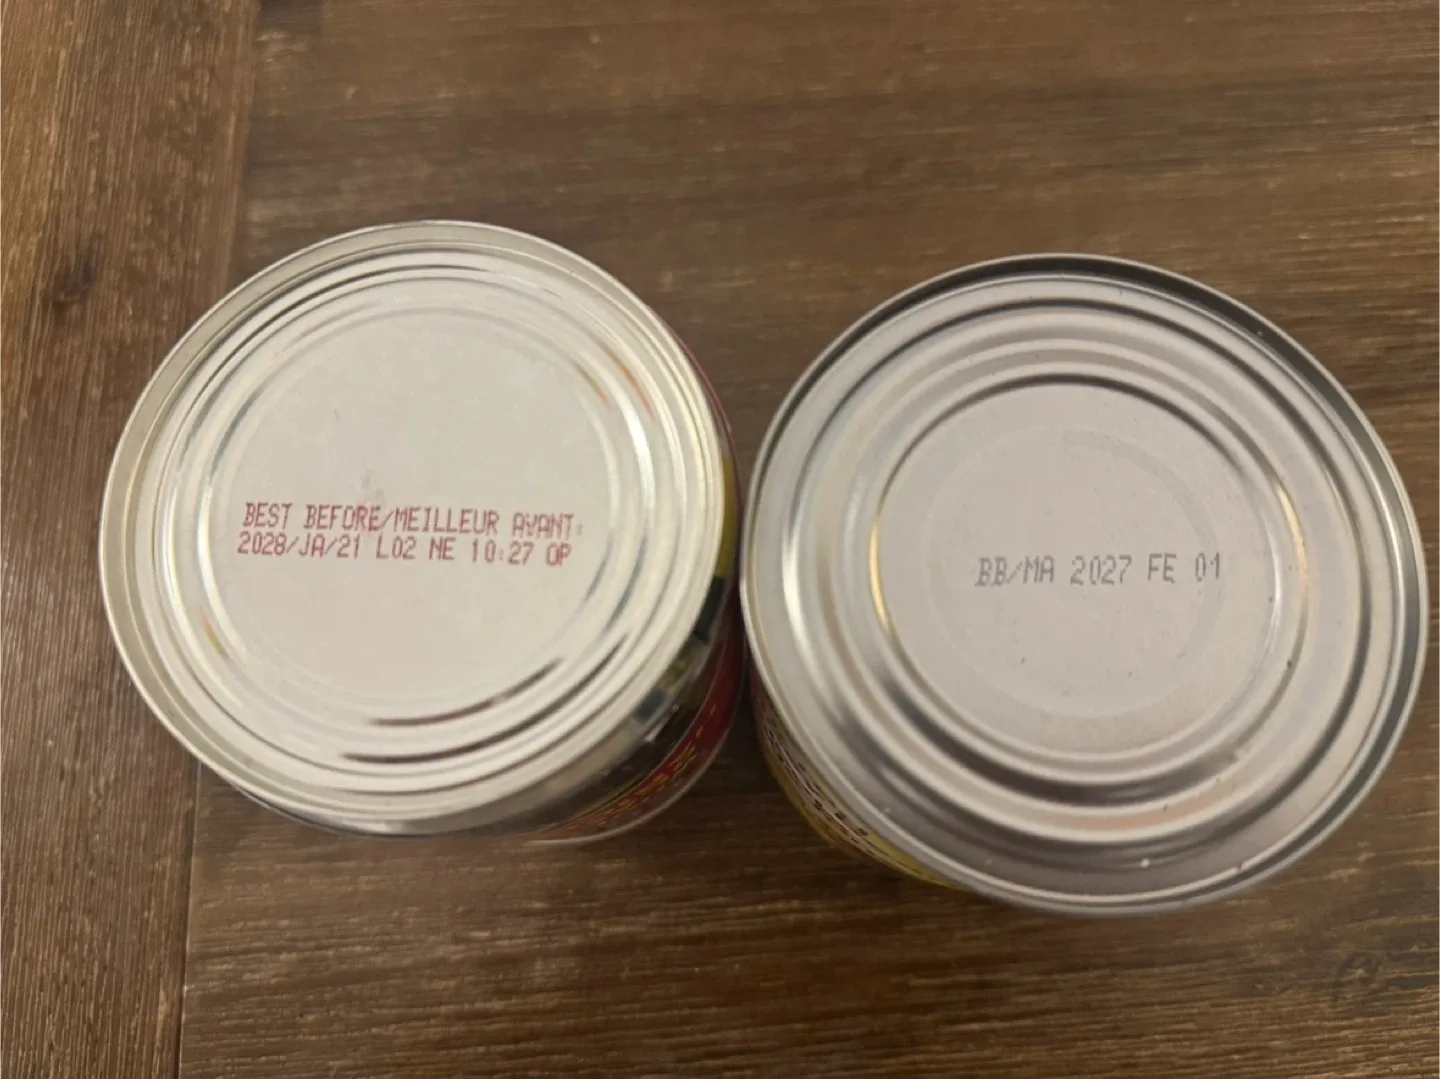 BEST BEFORE/MEILLEUR AVANT:
2028/JA/21 L02 NE 10:27 OP
BB/MA 2027 FE 01